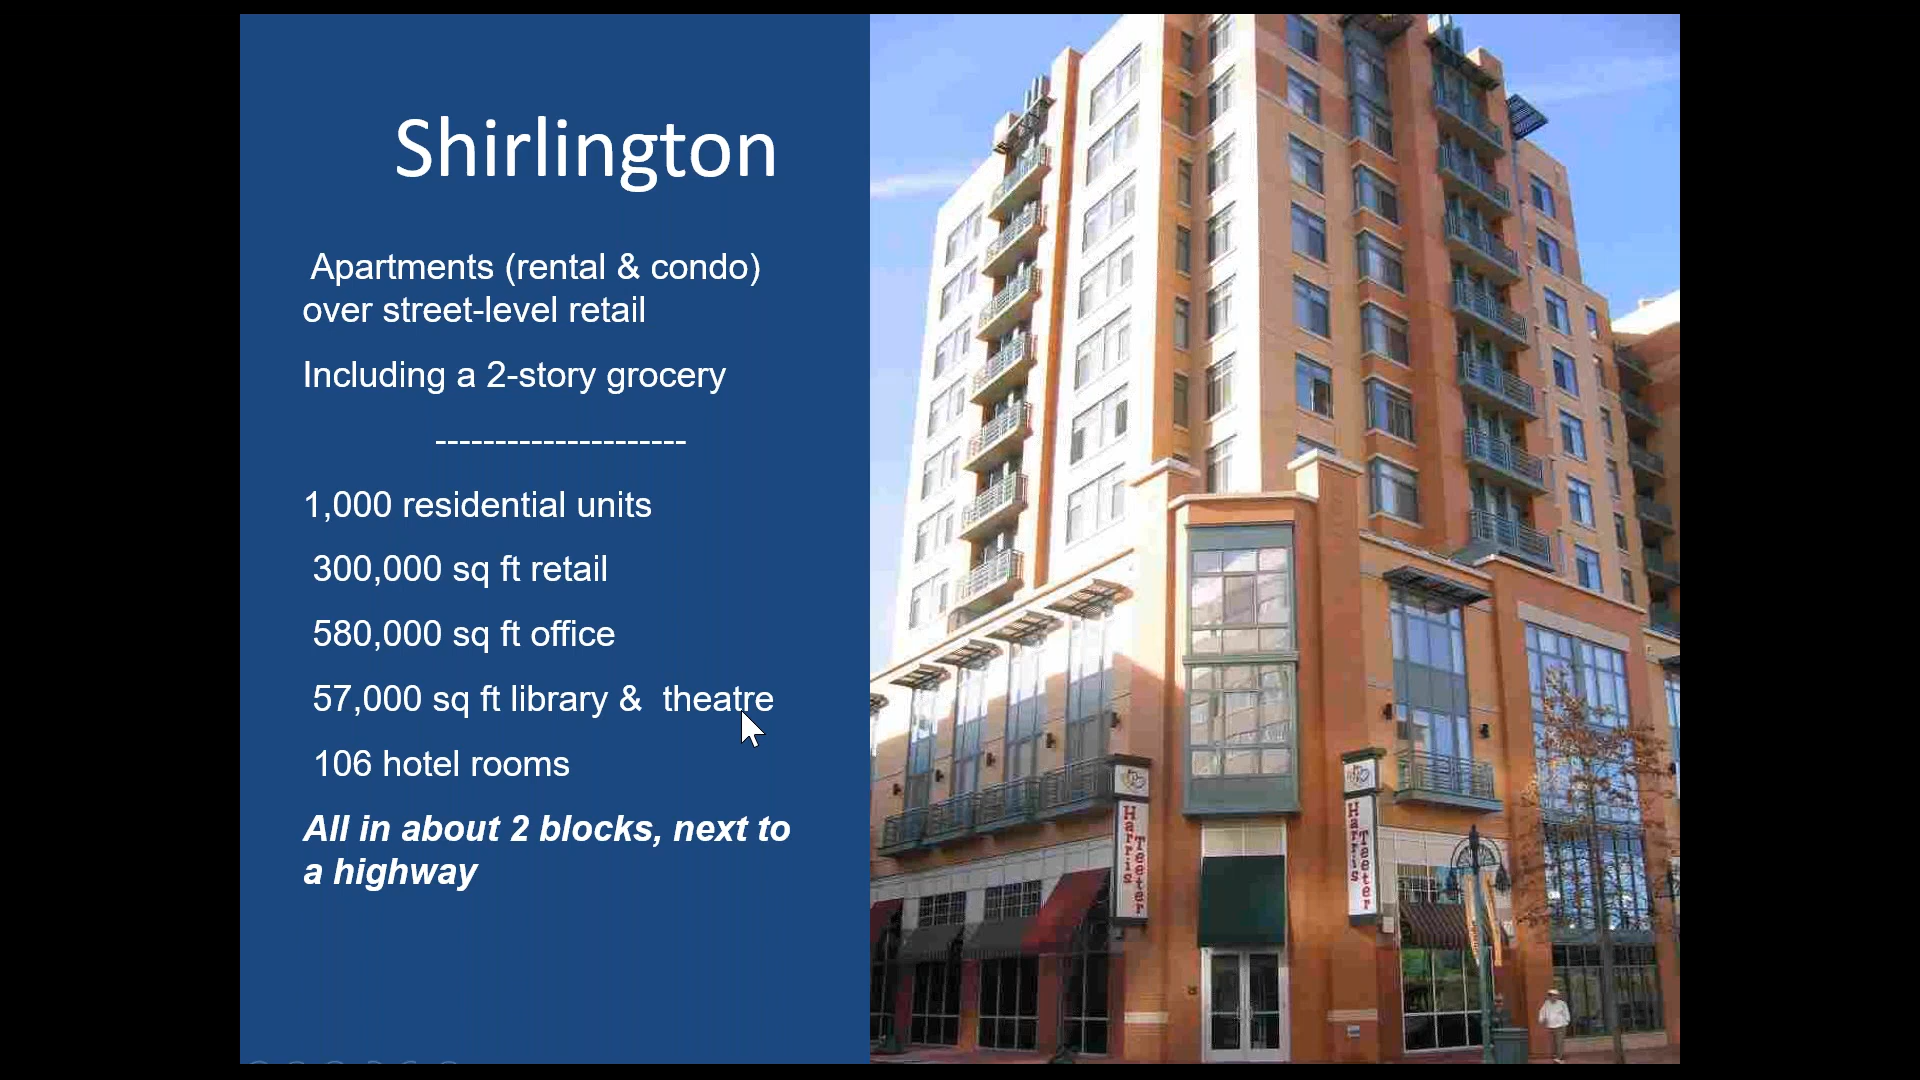 Shirlington
Apartments (rental & condo)
over street-level retail
Including a 2-story grocery
---------------------
1,000 residential units
300,000 sq ft retail
580,000 sq ft office
57,000 sq ft library & theatre
106 hotel rooms
All in about 2 blocks, next to
a highway
Harris Teeter
Harris Teeter